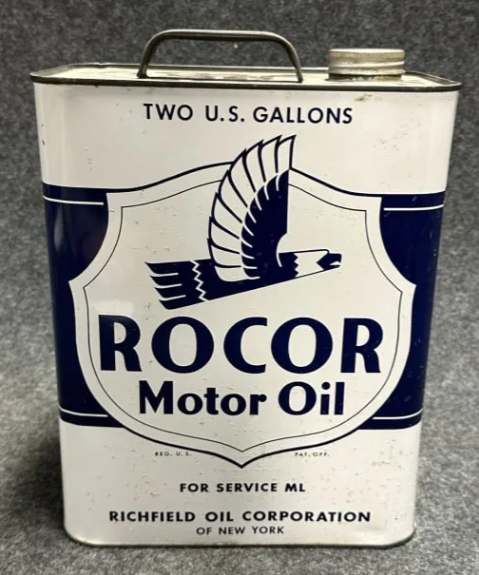 TWO U.S. GALLONS
ROCOR
Motor Oil
REG. U.S. PAT. OFF.
FOR SERVICE ML
RICHFIELD OIL CORPORATION
OF NEW YORK